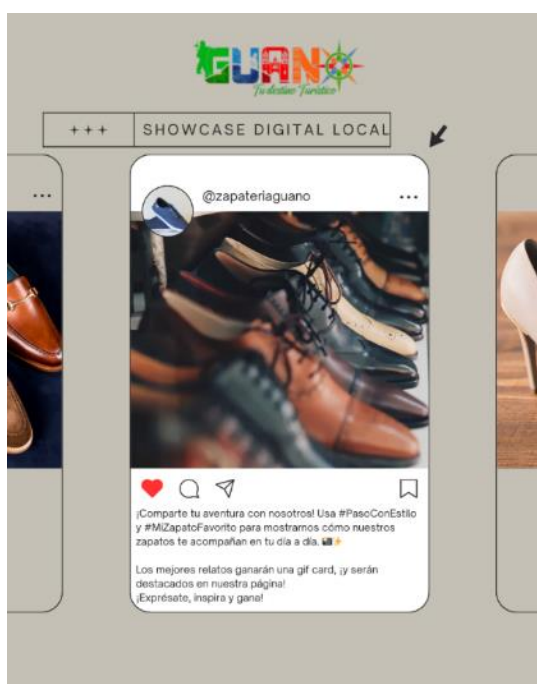 GUANO
Tu destino Turístico
+++ SHOWCASE DIGITAL LOCAL
@zapateriaguano
¡Comparte tu aventura con nosotros! Usa #PasoConEstilo
y #MiZapatoFavorito para mostrarnos cómo nuestros
zapatos te acompañan en tu día a día. 📸⚡
Los mejores relatos ganarán una gif card, ¡y serán
destacados en nuestra página!
¡Exprésate, inspira y gana!